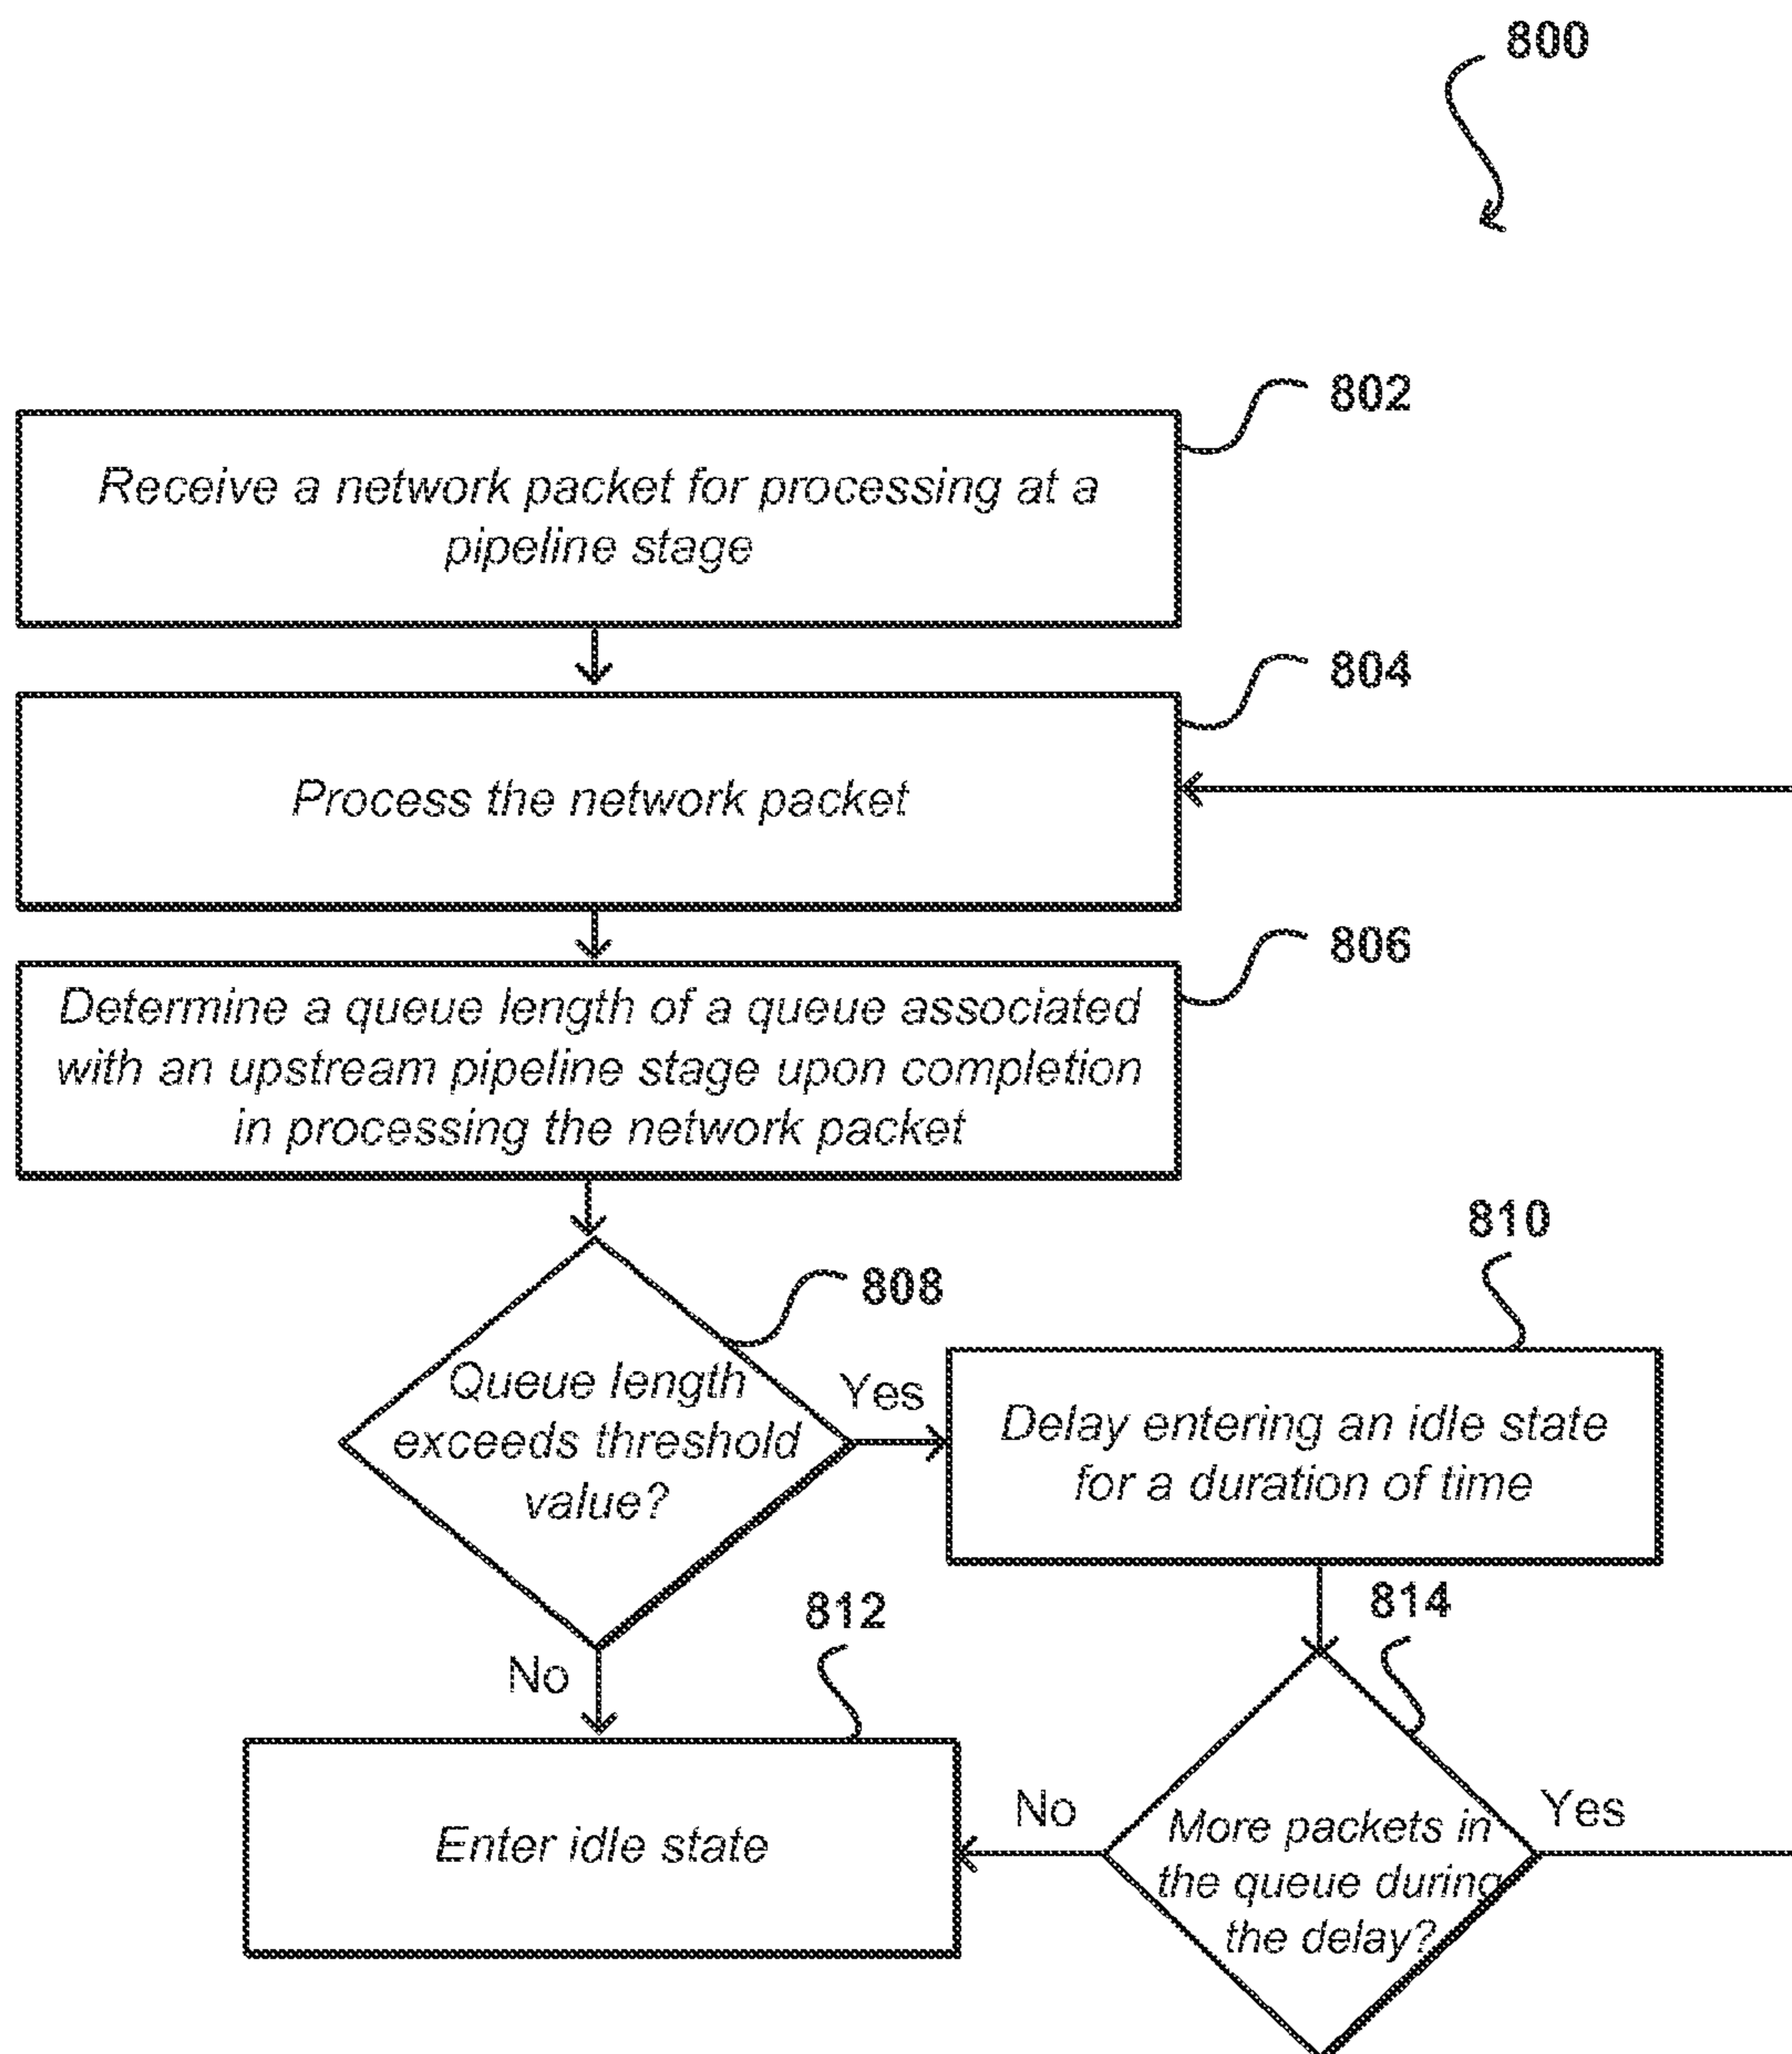 800
802
Receive a network packet for processing at a
pipeline stage
804
Process the network packet
806
Determine a queue length of a queue associated
with an upstream pipeline stage upon completion
in processing the network packet
808
Queue length
exceeds threshold
value?
Yes
810
Delay entering an idle state
for a duration of time
No
812
Enter idle state
814
More packets in
the queue during
the delay?
No
Yes